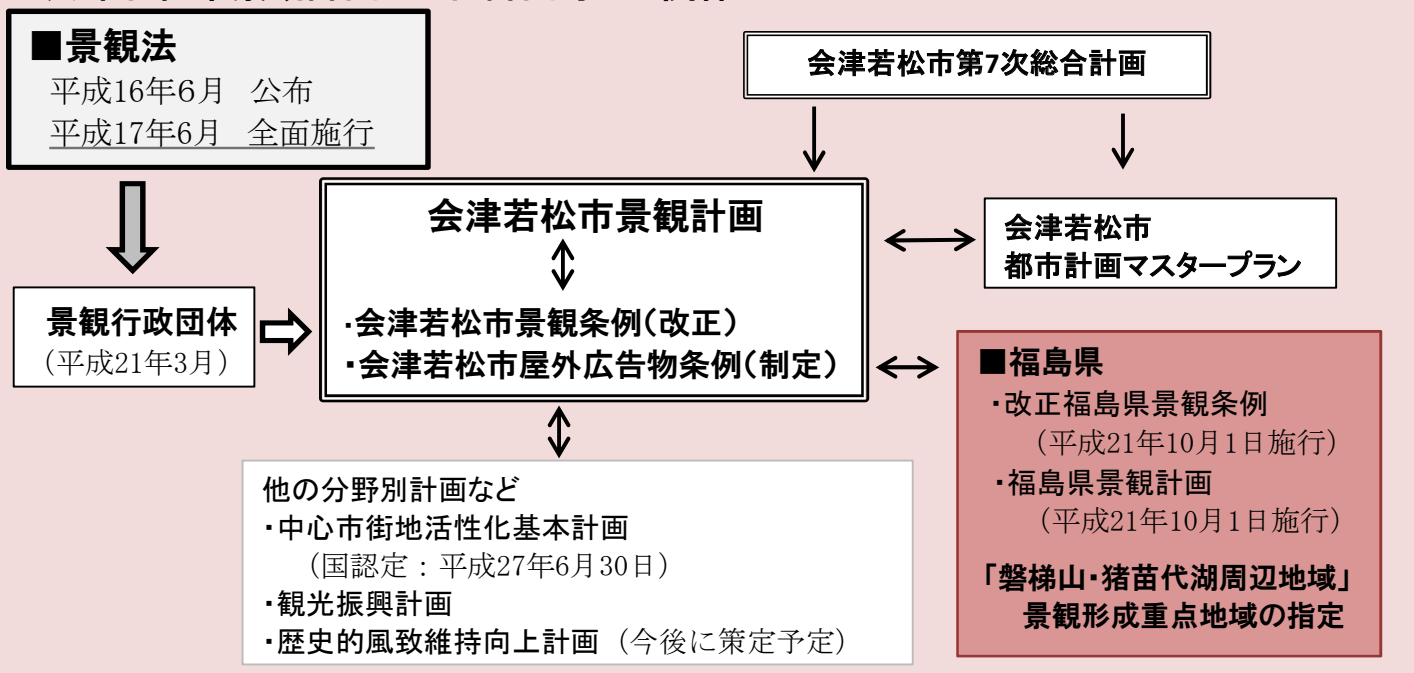 ■景観法
平成16年6月 公布
平成17年6月 全面施行
会津若松市第7次総合計画
会津若松市景観計画
・会津若松市景観条例(改正)
・会津若松市屋外広告物条例(制定)
会津若松市
都市計画マスタープラン
景観行政団体
(平成21年3月)
■福島県
・改正福島県景観条例
(平成21年10月1日施行)
・福島県景観計画
(平成21年10月1日施行)
「磐梯山・猪苗代湖周辺地域」
景観形成重点地域の指定
他の分野別計画など
・中心市街地活性化基本計画
(国認定:平成27年6月30日)
・観光振興計画
・歴史的風致維持向上計画(今後に策定予定)